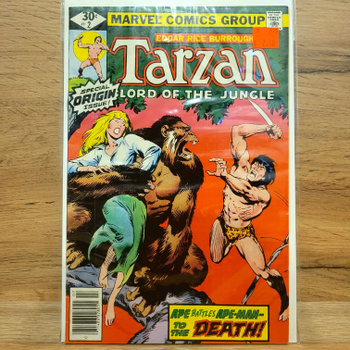 MARVEL COMICS GROUP
30¢
2
EDGAR RICE BURROUGHS
Tarzan
LORD OF THE JUNGLE
SPECIAL
ORIGIN
ISSUE!
APE BATTLES APE-MAN--
TO THE DEATH!